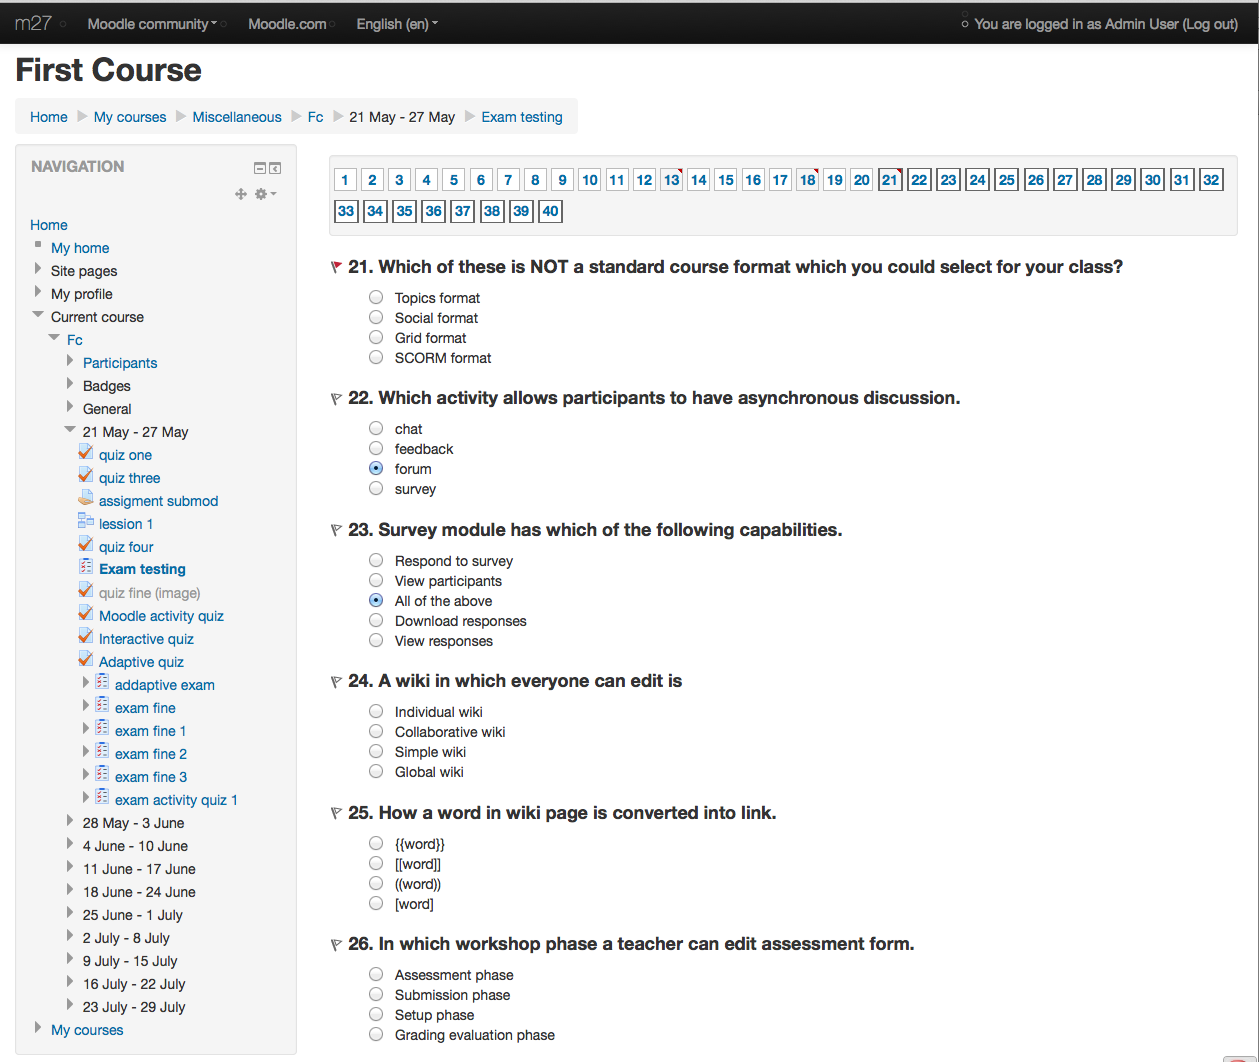 m27 Moodle community Moodle.com English (en) You are logged in as Admin User (Log out)
First Course
Home My courses Miscellaneous Fc 21 May - 27 May Exam testing
NAVIGATION
Home
My home
Site pages
My profile
Current course
Fc
Participants
Badges
General
21 May - 27 May
quiz one
quiz three
assigment submod
lession 1
quiz four
Exam testing
quiz fine (image)
Moodle activity quiz
Interactive quiz
Adaptive quiz
addaptive exam
exam fine
exam fine 1
exam fine 2
exam fine 3
exam activity quiz 1
28 May - 3 June
4 June - 10 June
11 June - 17 June
18 June - 24 June
25 June - 1 July
2 July - 8 July
9 July - 15 July
16 July - 22 July
23 July - 29 July
My courses
1 2 3 4 5 6 7 8 9 10 11 12 13 14 15 16 17 18 19 20 21 22 23 24 25 26 27 28 29 30 31 32
33 34 35 36 37 38 39 40
21. Which of these is NOT a standard course format which you could select for your class?
Topics format
Social format
Grid format
SCORM format
22. Which activity allows participants to have asynchronous discussion.
chat
feedback
forum
survey
23. Survey module has which of the following capabilities.
Respond to survey
View participants
All of the above
Download responses
View responses
24. A wiki in which everyone can edit is
Individual wiki
Collaborative wiki
Simple wiki
Global wiki
25. How a word in wiki page is converted into link.
{{word}}
[[word]]
((word))
[word]
26. In which workshop phase a teacher can edit assessment form.
Assessment phase
Submission phase
Setup phase
Grading evaluation phase